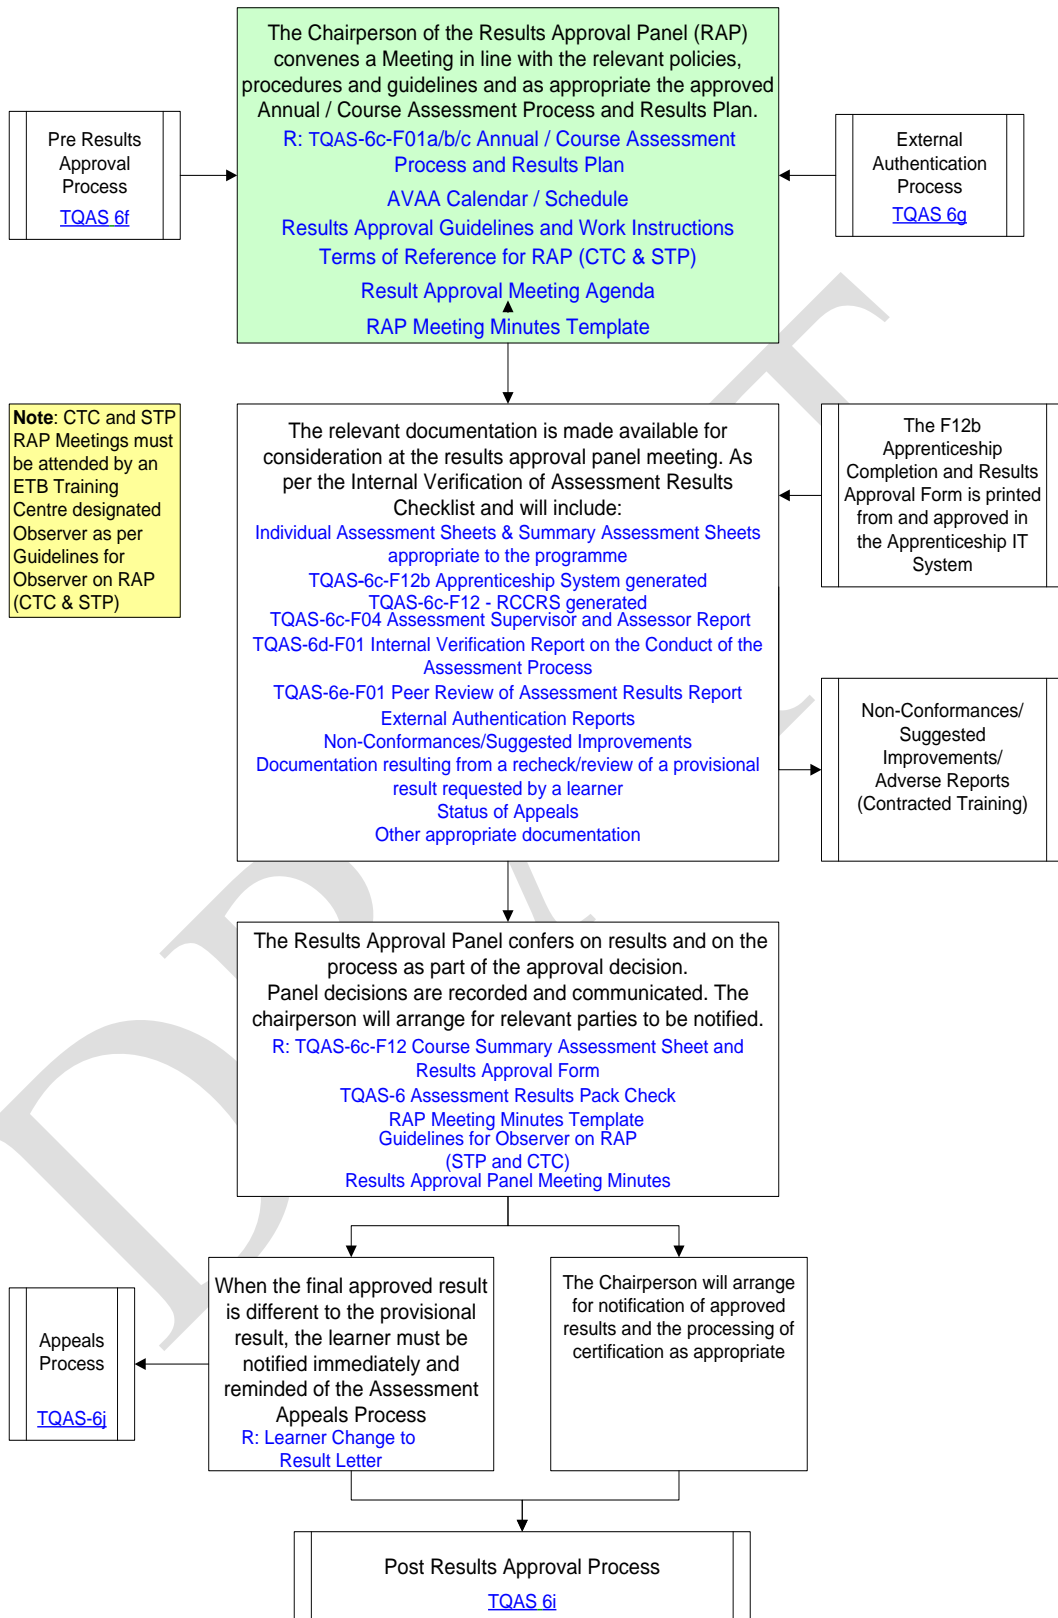 The Chairperson of the Results Approval Panel (RAP)
convenes a Meeting in line with the relevant policies,
procedures and guidelines and as appropriate the approved
Annual / Course Assessment Process and Results Plan.
R: TQAS-6c-F01a/b/c Annual / Course Assessment
Process and Results Plan
AVAA Calendar / Schedule
Results Approval Guidelines and Work Instructions
Terms of Reference for RAP (CTC & STP)
Result Approval Meeting Agenda
RAP Meeting Minutes Template
Pre Results
Approval
Process
TQAS 6f
External
Authentication
Process
TQAS 6g
Note: CTC and STP
RAP Meetings must
be attended by an
ETB Training
Centre designated
Observer as per
Guidelines for
Observer on RAP
(CTC & STP)
The relevant documentation is made available for
consideration at the results approval panel meeting. As
per the Internal Verification of Assessment Results
Checklist and will include:
Individual Assessment Sheets & Summary Assessment Sheets
appropriate to the programme
TQAS-6c-F12b Apprenticeship System generated
TQAS-6c-F12 - RCCRS generated
TQAS-6c-F04 Assessment Supervisor and Assessor Report
TQAS-6d-F01 Internal Verification Report on the Conduct of the
Assessment Process
TQAS-6e-F01 Peer Review of Assessment Results Report
External Authentication Reports
Non-Conformances/Suggested Improvements
Documentation resulting from a recheck/review of a provisional
result requested by a learner
Status of Appeals
Other appropriate documentation
The F12b
Apprenticeship
Completion and Results
Approval Form is printed
from and approved in
the Apprenticeship IT
System
Non-Conformances/
Suggested
Improvements/
Adverse Reports
(Contracted Training)
The Results Approval Panel confers on results and on the
process as part of the approval decision.
Panel decisions are recorded and communicated. The
chairperson will arrange for relevant parties to be notified.
R: TQAS-6c-F12 Course Summary Assessment Sheet and
Results Approval Form
TQAS-6 Assessment Results Pack Check
RAP Meeting Minutes Template
Guidelines for Observer on RAP
(STP and CTC)
Results Approval Panel Meeting Minutes
When the final approved result
is different to the provisional
result, the learner must be
notified immediately and
reminded of the Assessment
Appeals Process
R: Learner Change to
Result Letter
The Chairperson will arrange
for notification of approved
results and the processing of
certification as appropriate
Appeals
Process
TQAS-6j
Post Results Approval Process
TQAS 6i
DRAFT